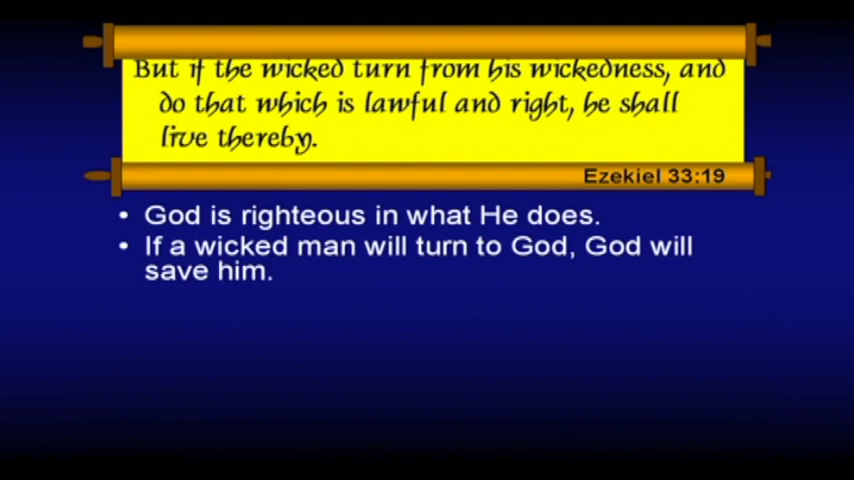 But if the wicked turn from his wickedness, and
do that which is lawful and right, he shall
live thereby.
Ezekiel 33:19
• God is righteous in what He does.
• If a wicked man will turn to God, God will
save him.